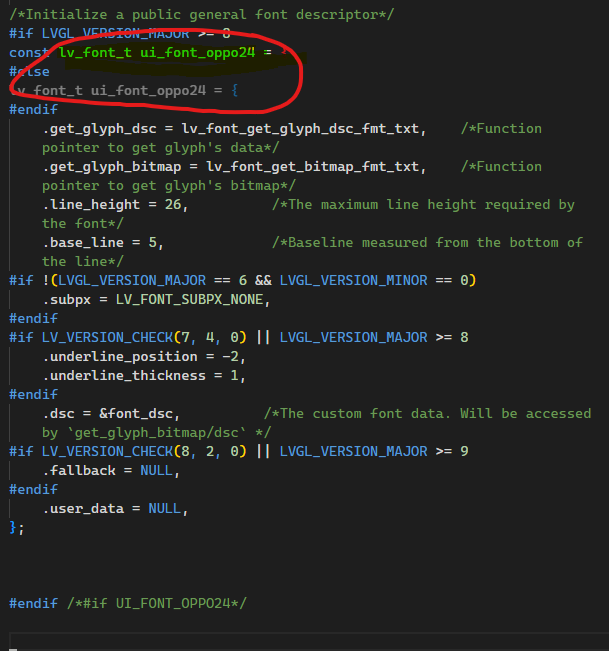 /*Initialize a public general font descriptor*/
#if LVGL_VERSION_MAJOR >= 8
const lv_font_t ui_font_oppo24 = {
#else
lv_font_t ui_font_oppo24 = {
#endif
.get_glyph_dsc = lv_font_get_glyph_dsc_fmt_txt,    /*Function
pointer to get glyph's data*/
.get_glyph_bitmap = lv_font_get_bitmap_fmt_txt,    /*Function
pointer to get glyph's bitmap*/
.line_height = 26,          /*The maximum line height required by
the font*/
.base_line = 5,             /*Baseline measured from the bottom of
the line*/
#if !(LVGL_VERSION_MAJOR == 6 && LVGL_VERSION_MINOR == 0)
.subpx = LV_FONT_SUBPX_NONE,
#endif
#if LV_VERSION_CHECK(7, 4, 0) || LVGL_VERSION_MAJOR >= 8
.underline_position = -2,
.underline_thickness = 1,
#endif
.dsc = &font_dsc,          /*The custom font data. Will be accessed
by `get_glyph_bitmap/dsc` */
#if LV_VERSION_CHECK(8, 2, 0) || LVGL_VERSION_MAJOR >= 9
.fallback = NULL,
#endif
.user_data = NULL,
};
#endif /*#if UI_FONT_OPPO24*/